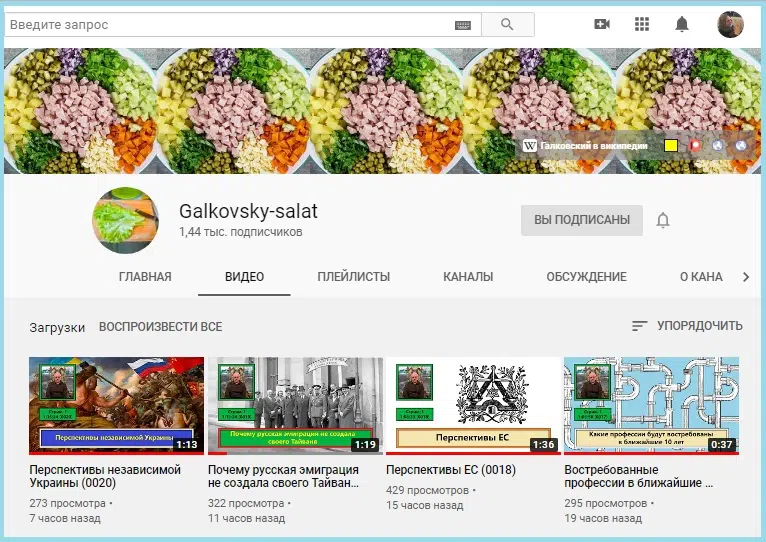 Введите запрос
Галковский в википедии
Galkovsky-salat
1,44 тыс. подписчиков
ВЫ ПОДПИСАНЫ
ГЛАВНАЯ ВИДЕО ПЛЕЙЛИСТЫ КАНАЛЫ ОБСУЖДЕНИЕ О КАНА
Загрузки ВОСПРОИЗВЕСТИ ВСЕ УПОРЯДОЧИТЬ
Перспективы независимой Украины
1:13
Почему русская эмиграция не создала
своего Тайваня
1:19
Перспективы ЕС
1:36
Какие профессии будут востребованы
в ближайшие 10 лет
0:37
Перспективы независимой
Украины (0020)
273 просмотра •
7 часов назад
Почему русская эмиграция
не создала своего Тайван...
322 просмотра •
11 часов назад
Перспективы ЕС (0018)
429 просмотров •
15 часов назад
Востребованные
профессии в ближайшие ...
295 просмотров •
19 часов назад